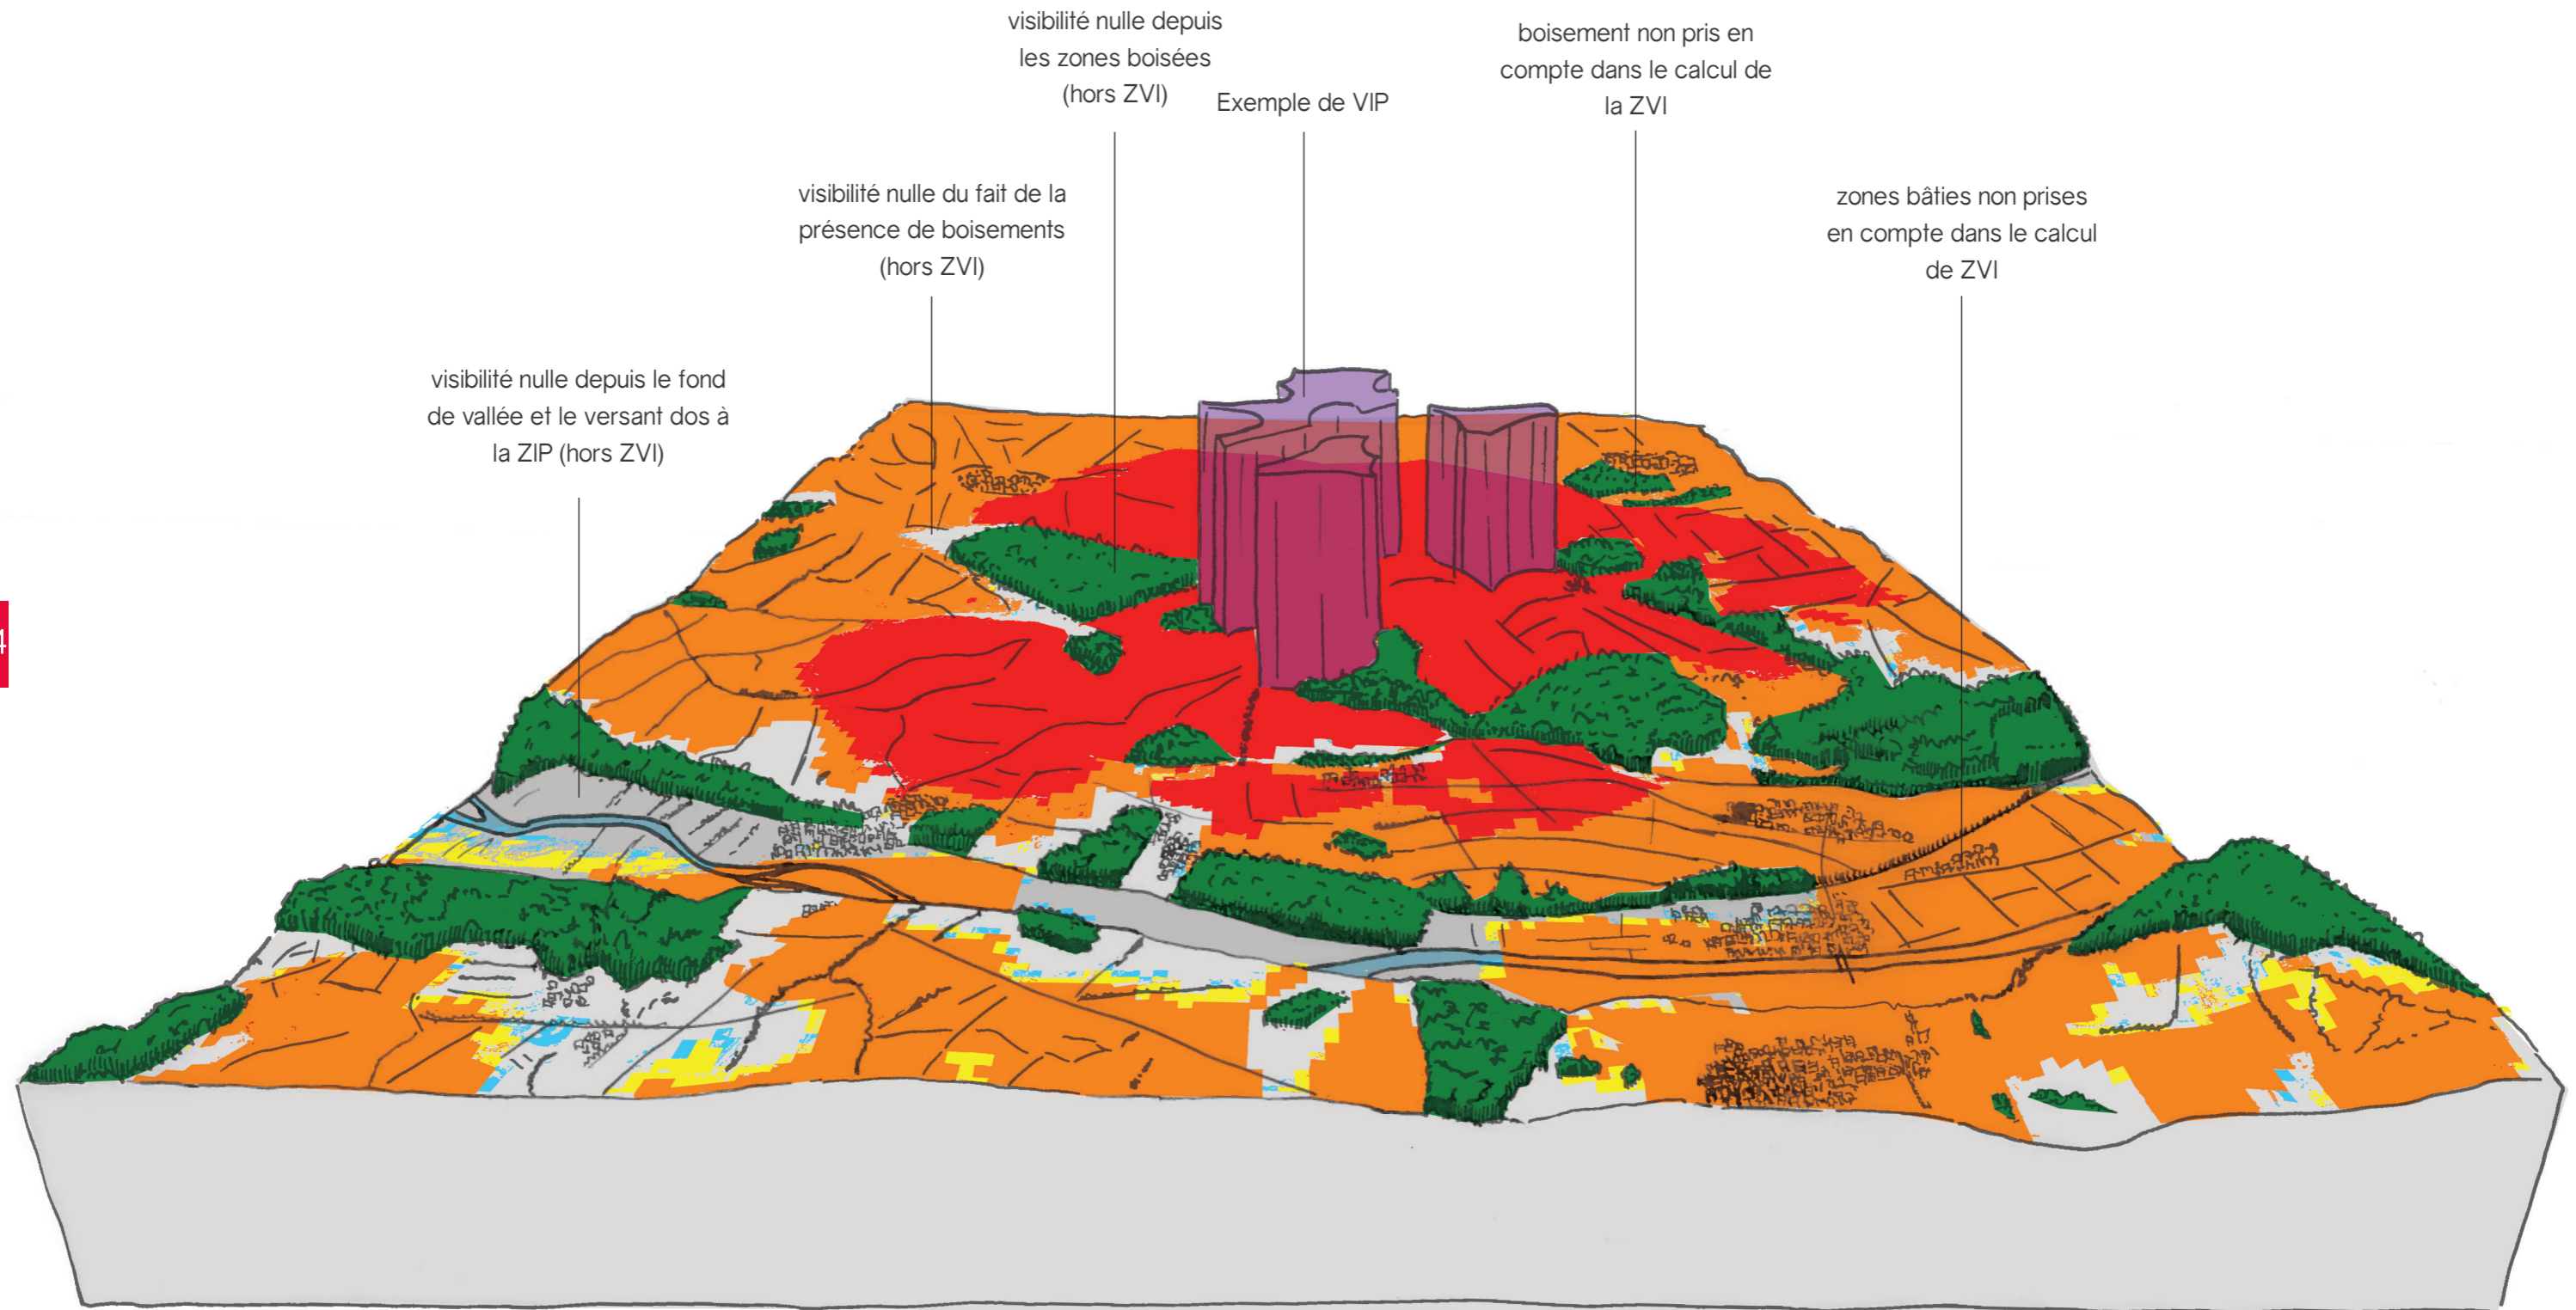 visibilité nulle depuis
les zones boisées
(hors ZVI)
Exemple de VIP
boisement non pris en
compte dans le calcul de
la ZVI
visibilité nulle du fait de la
présence de boisements
(hors ZVI)
zones bâties non prises
en compte dans le calcul
de ZVI
visibilité nulle depuis le fond
de vallée et le versant dos à
la ZIP (hors ZVI)
4